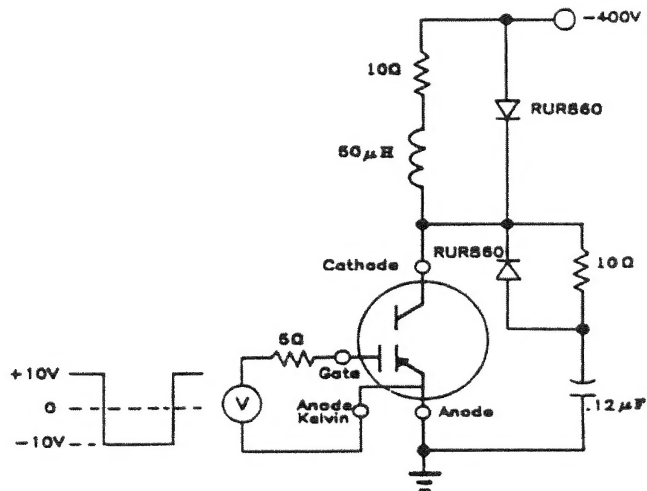 -400V
10Ω
RUR860
50μH
RUR860
10Ω
Cathode
5Ω
Gate
+10V
0
-10V
V
Anode
Kelvin
Anode
.12μF